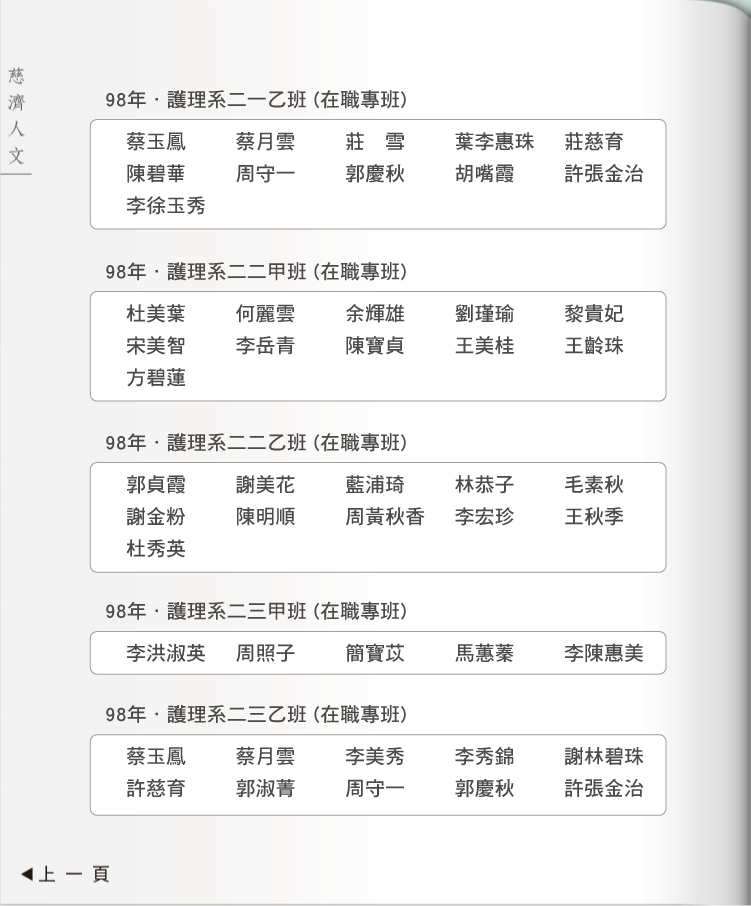 慈濟人文
98年．護理系二一乙班（在職專班）
蔡玉鳳 蔡月雲 莊　雪 葉李惠珠 莊慈育
陳碧華 周守一 郭慶秋 胡嘴霞 許張金治
李徐玉秀
98年．護理系二二甲班（在職專班）
杜美葉 何麗雲 余輝雄 劉瑾瑜 黎貴妃
宋美智 李岳青 陳寶貞 王美桂 王齡珠
方碧蓮
98年．護理系二二乙班（在職專班）
郭貞霞 謝美花 藍浦琦 林恭子 毛素秋
謝金粉 陳明順 周黃秋香 李宏珍 王秋季
杜秀英
98年．護理系二三甲班（在職專班）
李洪淑英 周照子 簡寶苡 馬蕙蓁 李陳惠美
98年．護理系二三乙班（在職專班）
蔡玉鳳 蔡月雲 李美秀 李秀錦 謝林碧珠
許慈育 郭淑菁 周守一 郭慶秋 許張金治
◀上一頁